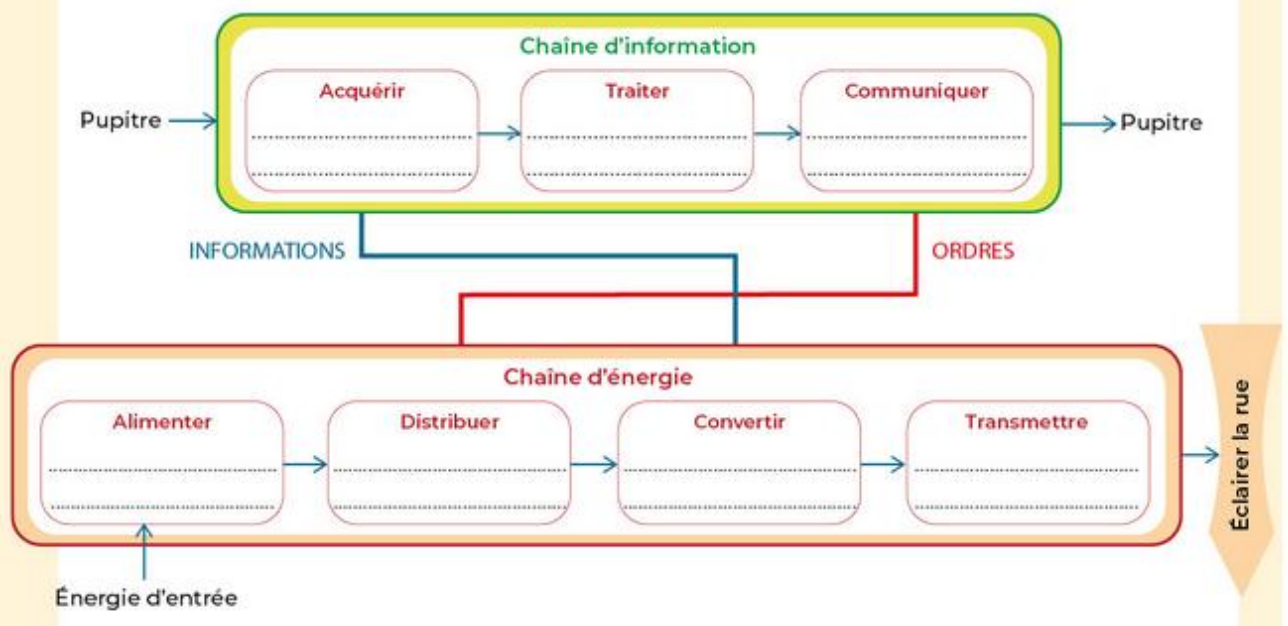 Chaîne d'information
Acquérir
Traiter
Communiquer
Pupitre
Pupitre
INFORMATIONS
ORDRES
Chaîne d'énergie
Alimenter
Distribuer
Convertir
Transmettre
Éclairer la rue
Énergie d'entrée